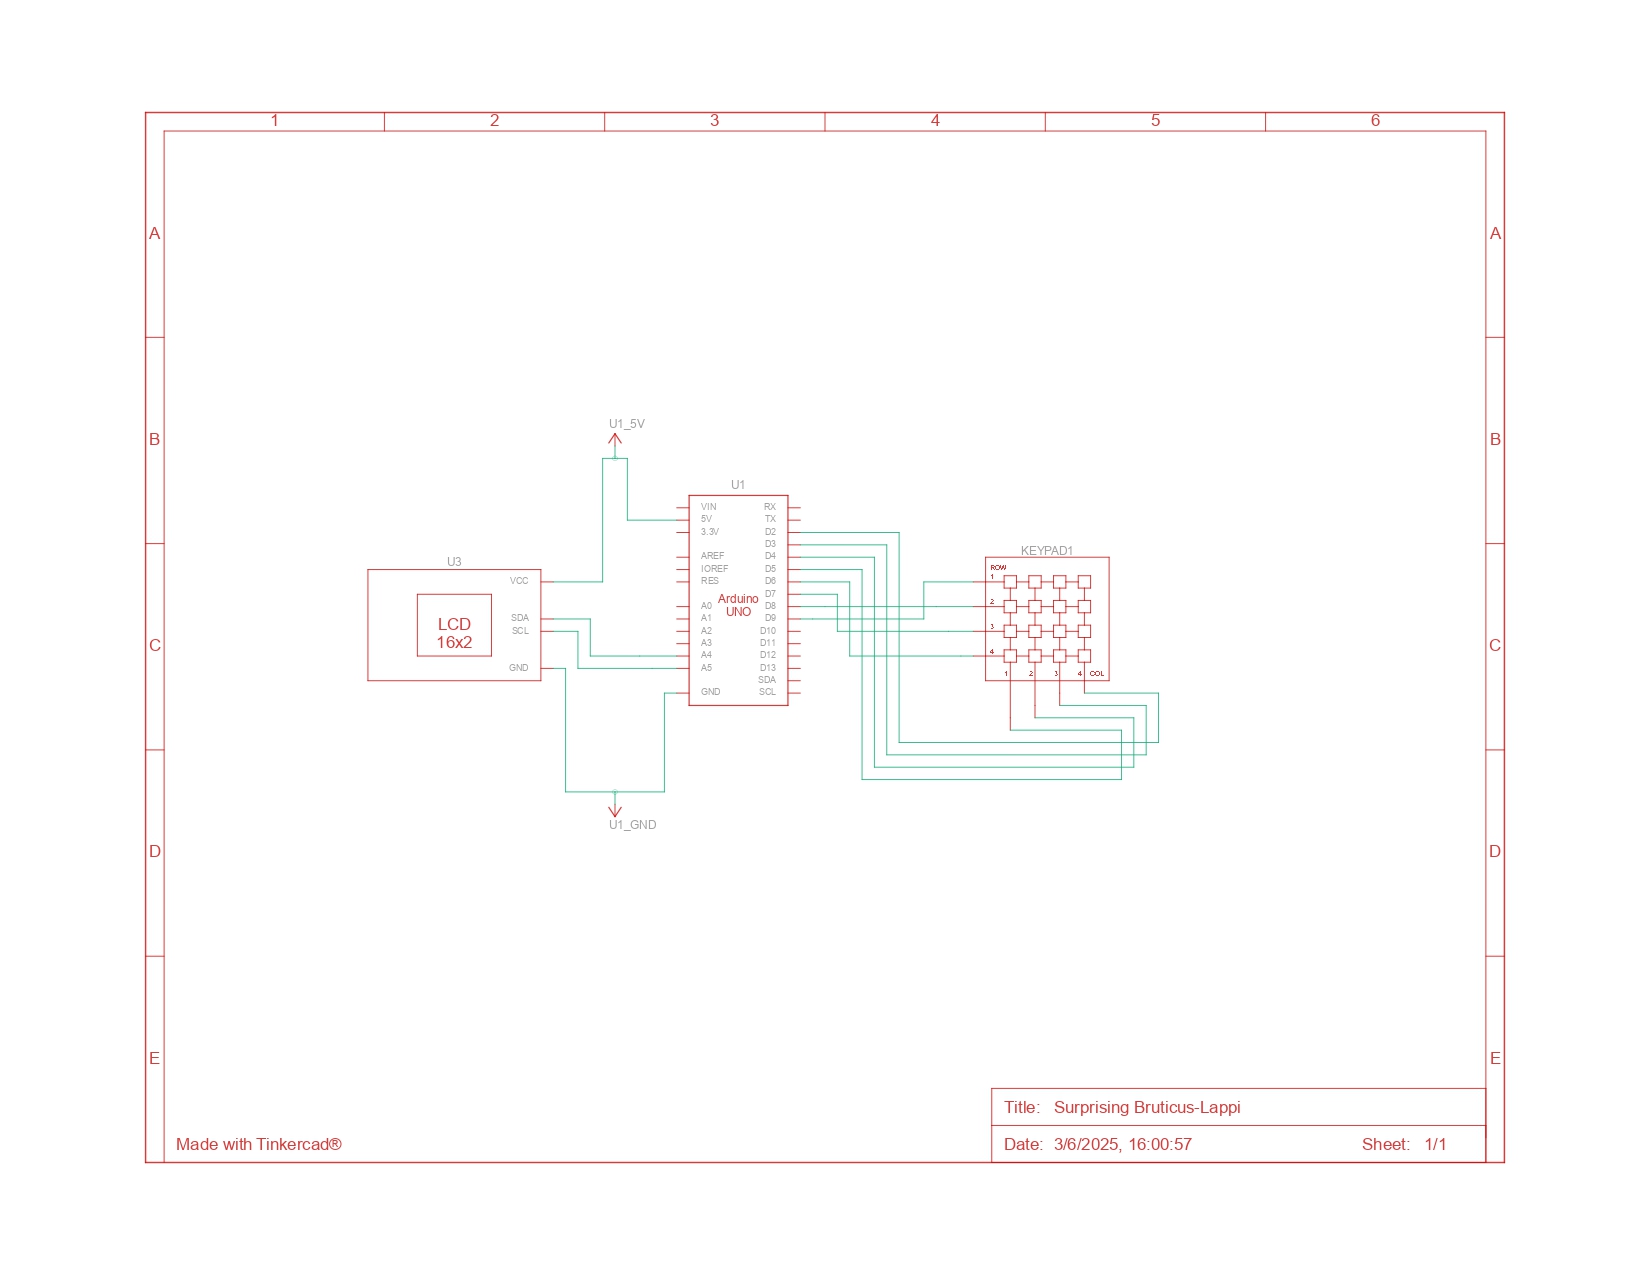 1 2 3 4 5 6
A A
B B
C C
D D
E E
U1_5V
U1
VIN RX
5V TX
3.3V D2
D3
AREF D4
IOREF D5
RES D6
D7
A0 D8
A1 D9
A2 D10
A3 D11
A4 D12
A5 D13
SDA
GND SCL
Arduino
UNO
U3
VCC
SDA
SCL
GND
LCD
16x2
U1_GND
KEYPAD1
ROW
1
2
3
4
1 2 3 4 COL
Title: Surprising Bruticus-Lappi
Date: 3/6/2025, 16:00:57 Sheet: 1/1
Made with Tinkercad®